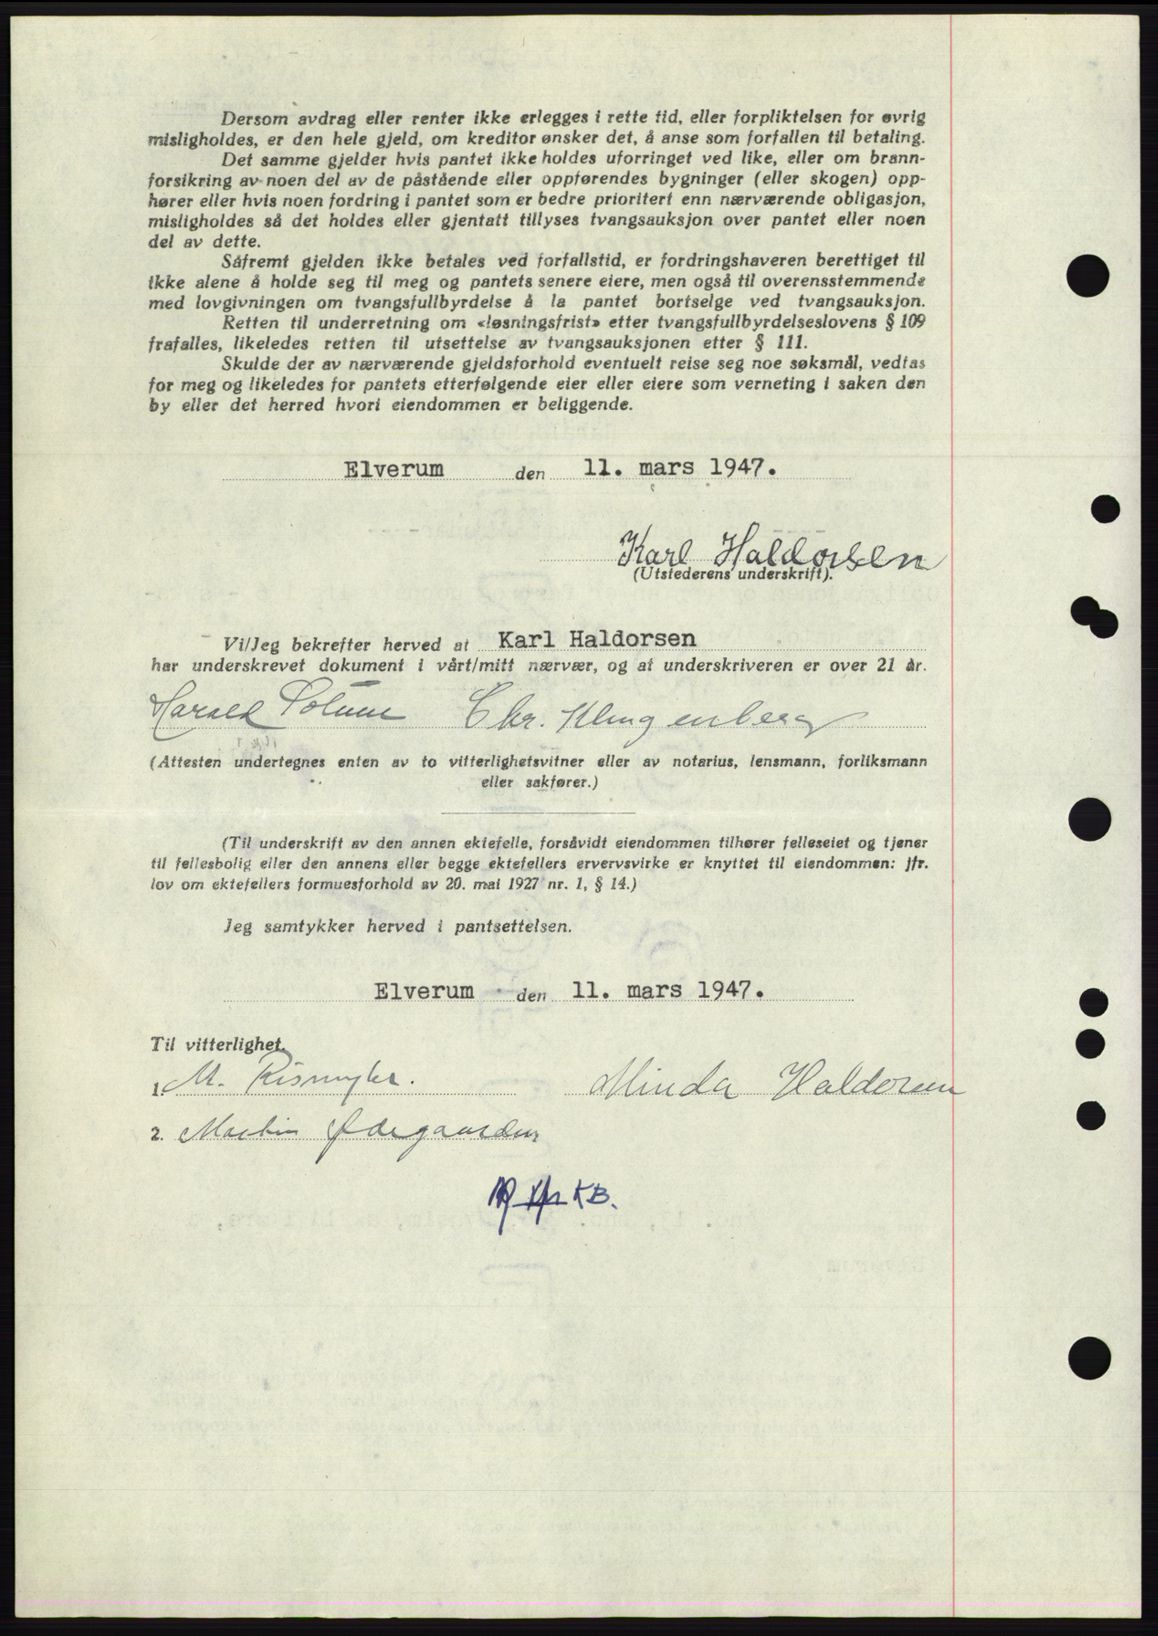 Dersom avdrag eller renter ikke erlegges i rette tid, eller forpliktelsen for øvrig
misligholdes, er den hele gjeld, om kreditor ønsker det, å anse som forfallen til betaling.
Det samme gjelder hvis pantet ikke holdes uforringet ved like, eller om brann-
forsikring av noen del av de påstående eller oppførendes bygninger (eller skogen) opp-
hører eller hvis noen fordring i pantet som er bedre prioritert enn nærværende obligasjon,
misligholdes så det holdes eller gjentatt tillyses tvangsauksjon over pantet eller noen
del av dette.
Såfremt gjelden ikke betales ved forfallstid, er fordringshaveren berettiget til
ikke alene å holde seg til meg og pantets senere eiere, men også til overensstemmende
med lovgivningen om tvangsfullbyrdelse å la pantet bortselge ved tvangsauksjon.
Retten til underretning om «løsningsfrist» etter tvangsfullbyrdelseslovens § 109
frafalles, likeledes retten til utsettelse av tvangsauksjonen etter § 111.
Skulde der av nærværende gjeldsforhold eventuelt reise seg noe søksmål, vedtas
for meg og likeledes for pantets etterfølgende eier eller eiere som verneting i saken den
by eller det herred hvori eiendommen er beliggende.
Elverum den 11. mars 1947.
Karl Haldorsen
(Utstederens underskrift).
Vi/Jeg bekrefter herved at Karl Haldorsen
har underskrevet dokument i vårt/mitt nærvær, og at underskriveren er over 21 år.
Harald Solum Chr. Klingenberg
(Attesten undertegnes enten av to vitterlighetsvitner eller av notarius, lensmann, forliksmann
eller sakfører.)
(Til underskrift av den annen ektefelle, forsåvidt eiendommen tilhører felleseiet og tjener
til fellesbolig eller den annens eller begge ektefellers ervervsvirke er knyttet til eiendommen: jfr.
lov om ektefellers formuesforhold av 20. mai 1927 nr. 1, § 14.)
Jeg samtykker herved i pantsettelsen.
Elverum den 11. mars 1947.
Til vitterlighet.
1. M. Rismyhr. Minda Haldorsen
2. Martin Ødegaarden
KB.